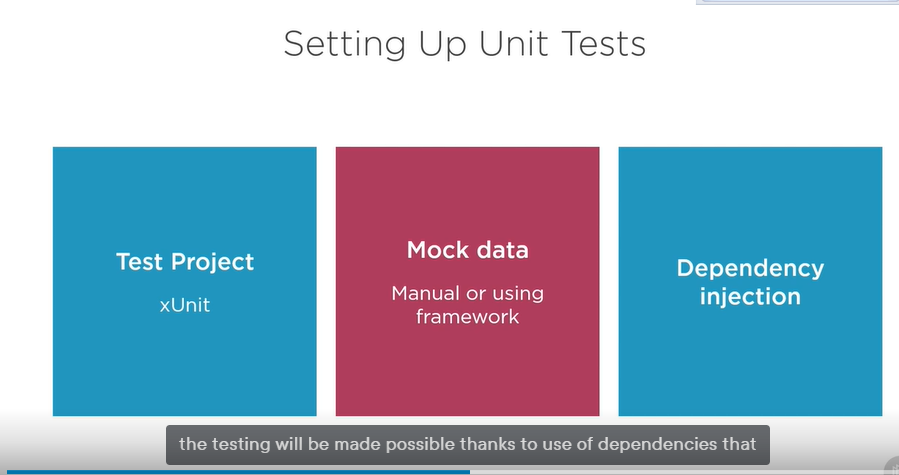 Setting Up Unit Tests
Test Project
xUnit
Mock data
Manual or using
framework
Dependency
injection
the testing will be made possible thanks to use of dependencies that